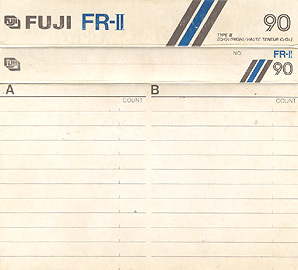 FUJI FR-II 90
TYPE II
NO. FR-II
90
A B
COUNT COUNT